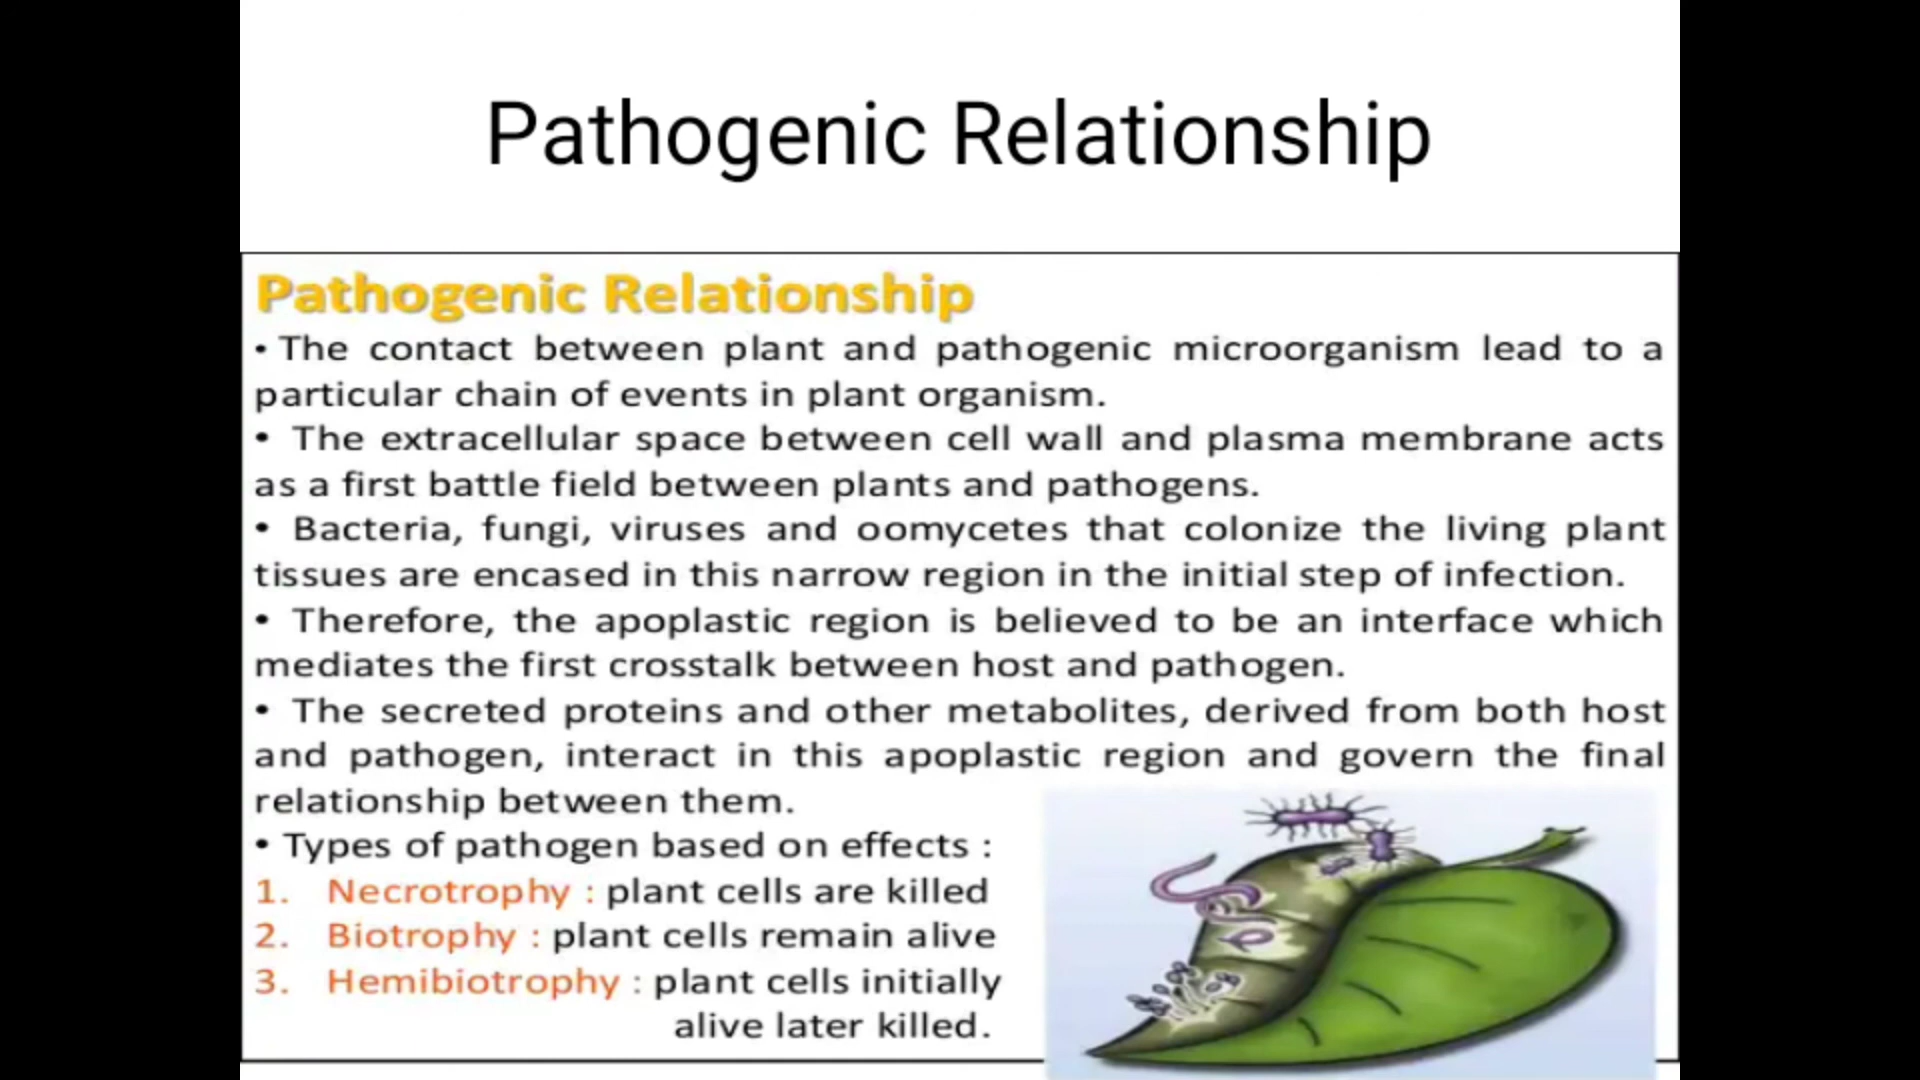 Pathogenic Relationship
Pathogenic Relationship
• The contact between plant and pathogenic microorganism lead to a
particular chain of events in plant organism.
• The extracellular space between cell wall and plasma membrane acts
as a first battle field between plants and pathogens.
• Bacteria, fungi, viruses and oomycetes that colonize the living plant
tissues are encased in this narrow region in the initial step of infection.
• Therefore, the apoplastic region is believed to be an interface which
mediates the first crosstalk between host and pathogen.
• The secreted proteins and other metabolites, derived from both host
and pathogen, interact in this apoplastic region and govern the final
relationship between them.
• Types of pathogen based on effects :
1. Necrotrophy : plant cells are killed
2. Biotrophy : plant cells remain alive
3. Hemibiotrophy : plant cells initially
alive later killed.